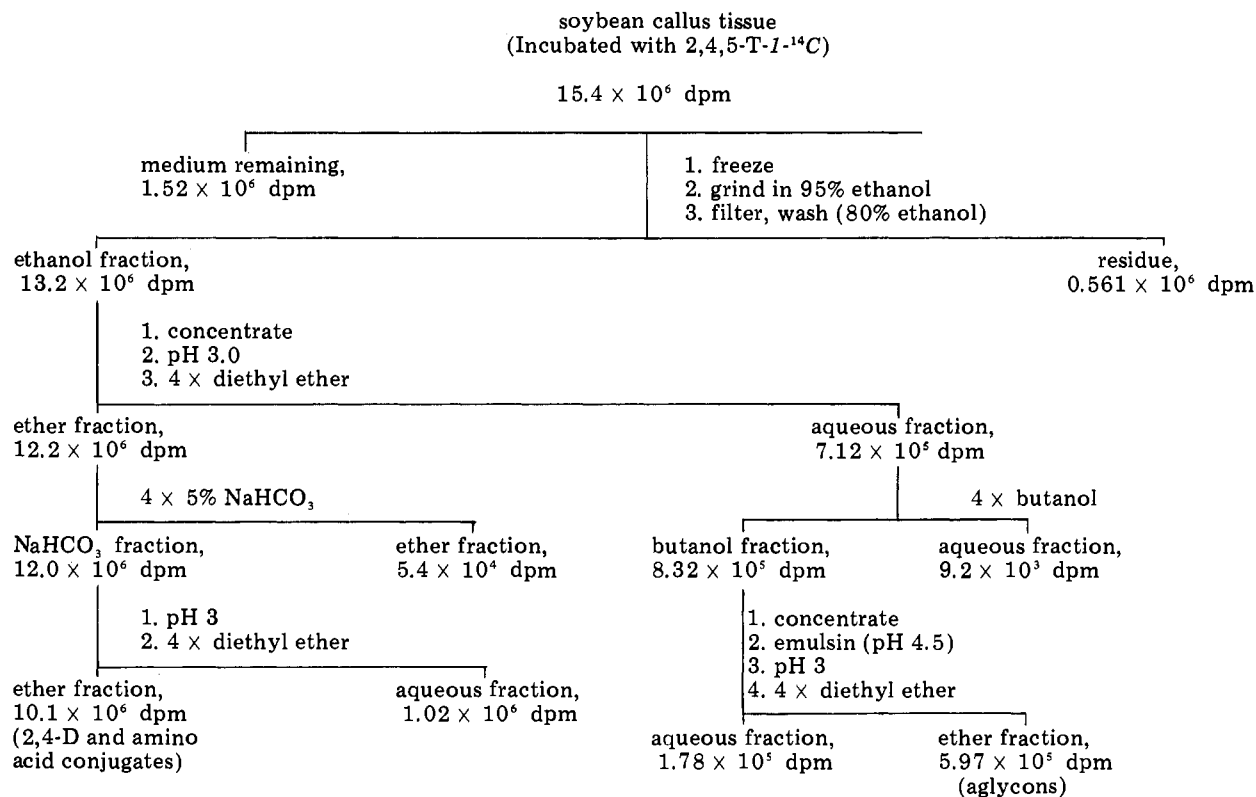 soybean callus tissue
(Incubated with 2,4,5-T-1-¹⁴C)
15.4 × 10⁶ dpm
medium remaining,
1.52 × 10⁶ dpm
1. freeze
2. grind in 95% ethanol
3. filter, wash (80% ethanol)
ethanol fraction,
13.2 × 10⁶ dpm
residue,
0.561 × 10⁶ dpm
1. concentrate
2. pH 3.0
3. 4 × diethyl ether
ether fraction,
12.2 × 10⁶ dpm
aqueous fraction,
7.12 × 10⁵ dpm
4 × 5% NaHCO₃
4 × butanol
NaHCO₃ fraction,
12.0 × 10⁶ dpm
ether fraction,
5.4 × 10⁴ dpm
butanol fraction,
8.32 × 10⁵ dpm
aqueous fraction,
9.2 × 10³ dpm
1. pH 3
2. 4 × diethyl ether
1. concentrate
2. emulsin (pH 4.5)
3. pH 3
4. 4 × diethyl ether
ether fraction,
10.1 × 10⁶ dpm
(2,4-D and amino
acid conjugates)
aqueous fraction,
1.02 × 10⁶ dpm
aqueous fraction,
1.78 × 10⁵ dpm
ether fraction,
5.97 × 10⁵ dpm
(aglycons)